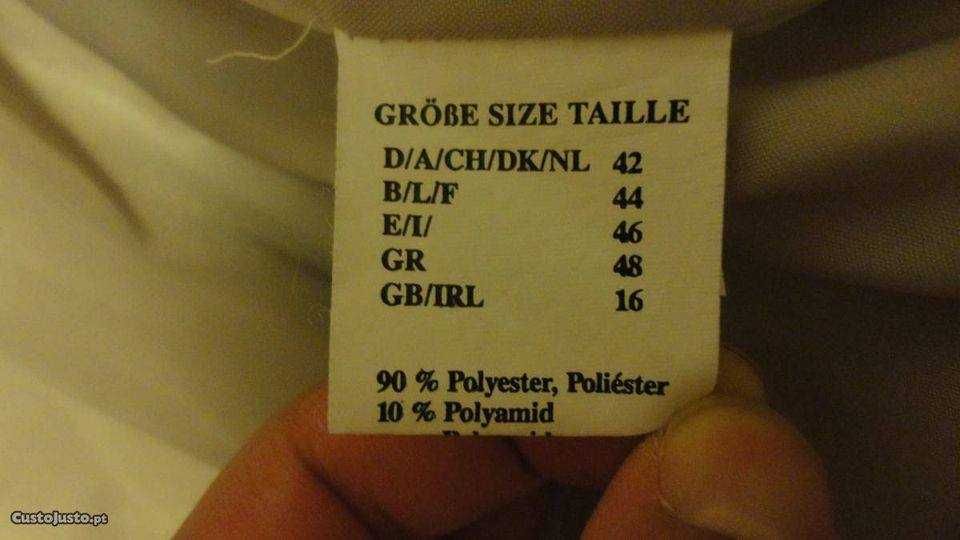 GRÖßE SIZE TAILLE
D/A/CH/DK/NL 42
B/L/F 44
E/I/ 46
GR 48
GB/IRL 16
90 % Polyester, Poliéster
10 % Polyamid
CustoJusto.pt